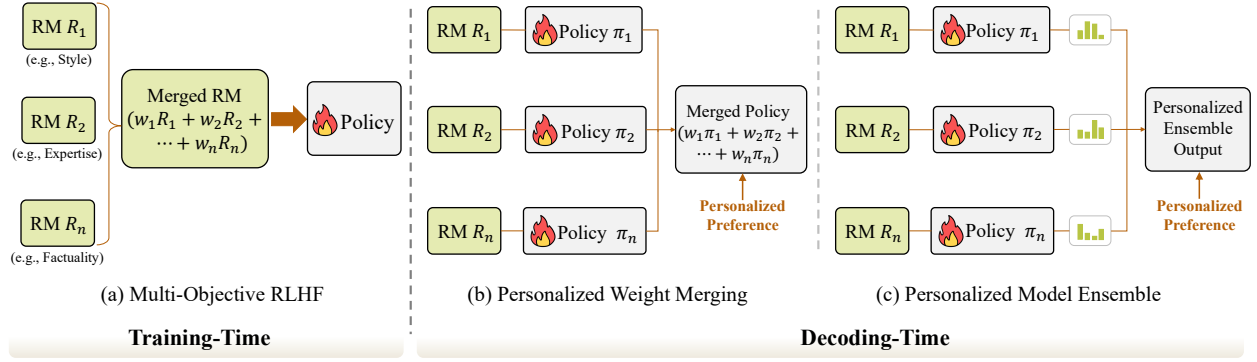 RM R₁
(e.g., Style)
RM R₂
(e.g., Expertise)
RM Rₙ
(e.g., Factuality)
Merged RM
(w₁R₁ + w₂R₂ +
⋯ + wₙRₙ)
Policy
(a) Multi-Objective RLHF
Training-Time
RM R₁
Policy π₁
RM R₂
Policy π₂
RM Rₙ
Policy πₙ
Merged Policy
(w₁π₁ + w₂π₂ +
⋯ + wₙπₙ)
Personalized
Preference
(b) Personalized Weight Merging
RM R₁
Policy π₁
RM R₂
Policy π₂
RM Rₙ
Policy πₙ
Personalized
Ensemble
Output
Personalized
Preference
(c) Personalized Model Ensemble
Decoding-Time